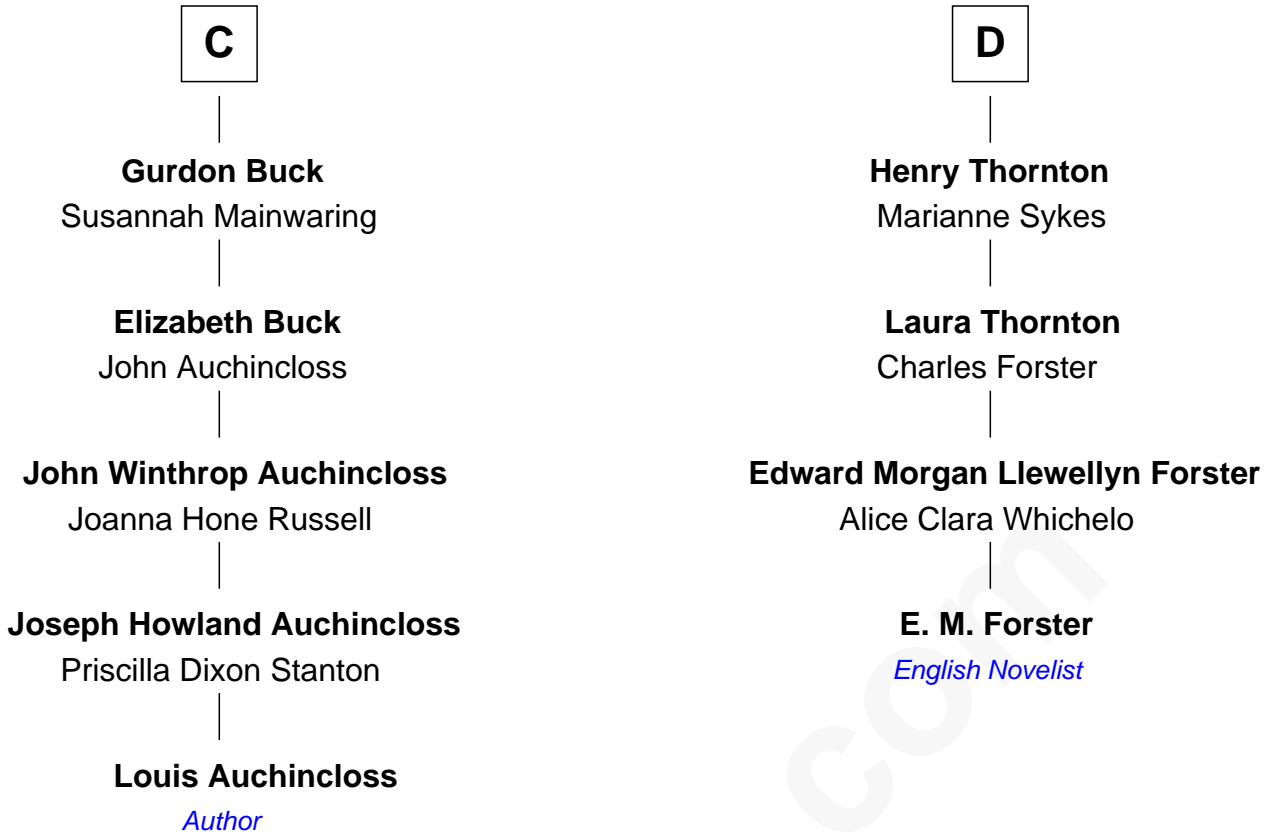 C
Gurdon Buck
Susannah Mainwaring
Elizabeth Buck
John Auchincloss
John Winthrop Auchincloss
Joanna Hone Russell
Joseph Howland Auchincloss
Priscilla Dixon Stanton
Louis Auchincloss
Author
D
Henry Thornton
Marianne Sykes
Laura Thornton
Charles Forster
Edward Morgan Llewellyn Forster
Alice Clara Whichelo
E. M. Forster
English Novelist
com